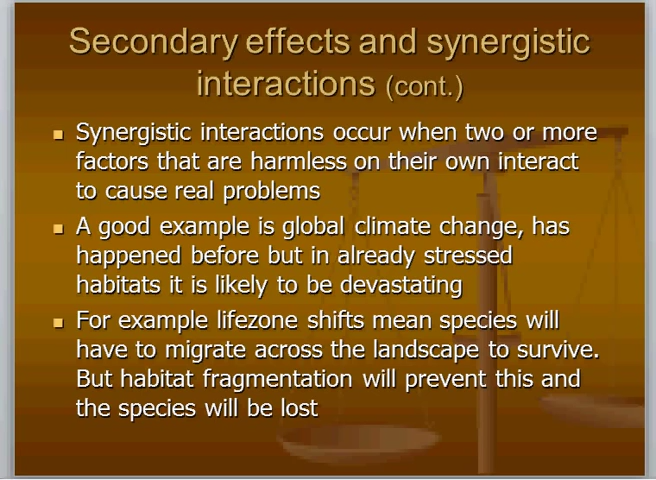 Secondary effects and synergistic
interactions (cont.)
Synergistic interactions occur when two or more
factors that are harmless on their own interact
to cause real problems
A good example is global climate change, has
happened before but in already stressed
habitats it is likely to be devastating
For example lifezone shifts mean species will
have to migrate across the landscape to survive.
But habitat fragmentation will prevent this and
the species will be lost